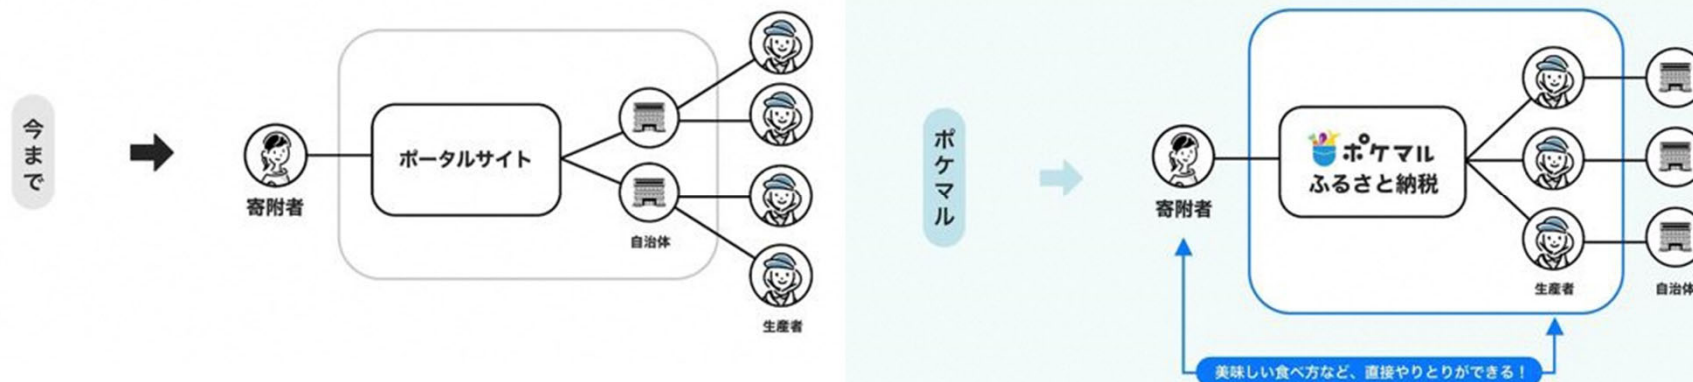 今まで
寄附者
ポータルサイト
自治体
生産者
ポケマル
寄附者
ポケマル
ふるさと納税
生産者
自治体
美味しい食べ方など、直接やりとりができる！